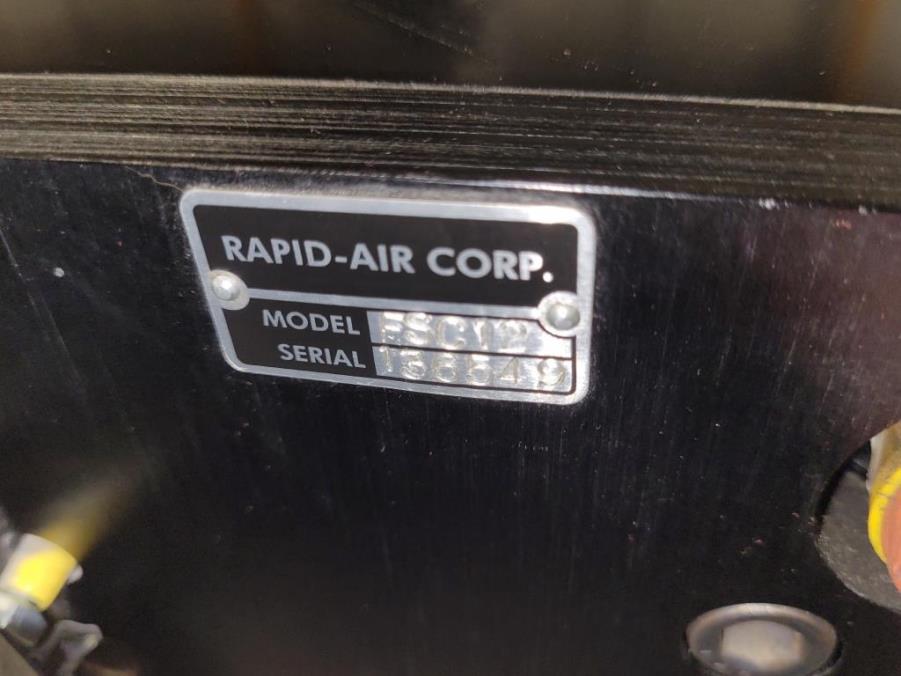 RAPID-AIR CORP.
MODEL FSC12
SERIAL 138549